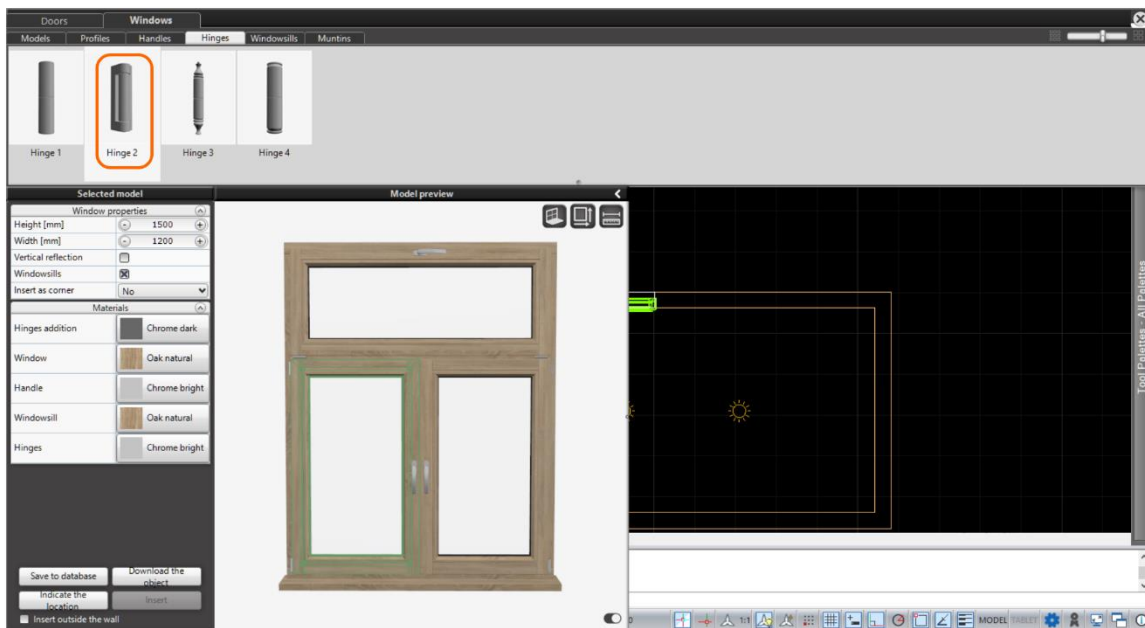 Doors Windows
Models Profiles Handles Hinges Windowsills Muntins
Hinge 1 Hinge 2 Hinge 3 Hinge 4
Selected model
Window properties
Height [mm] - 1500 +
Width [mm] - 1200 +
Vertical reflection
Windowsills
Insert as corner No
Materials
Hinges addition Chrome dark
Window Oak natural
Handle Chrome bright
Windowsill Oak natural
Hinges Chrome bright
Save to database
Download the
object
Indicate the
location
Insert
Insert outside the wall
Model preview
Tool Palettes - All Palettes
1:1 MODEL TABLET